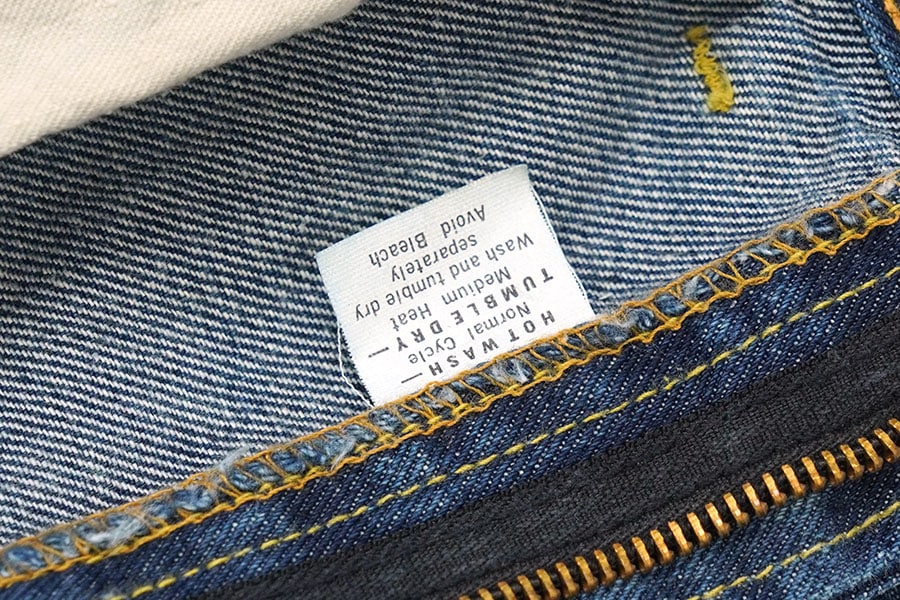 HOT WASH—
Normal Cycle
TUMBLE DRY—
Medium Heat
Wash and tumble dry
separately
Avoid Bleach